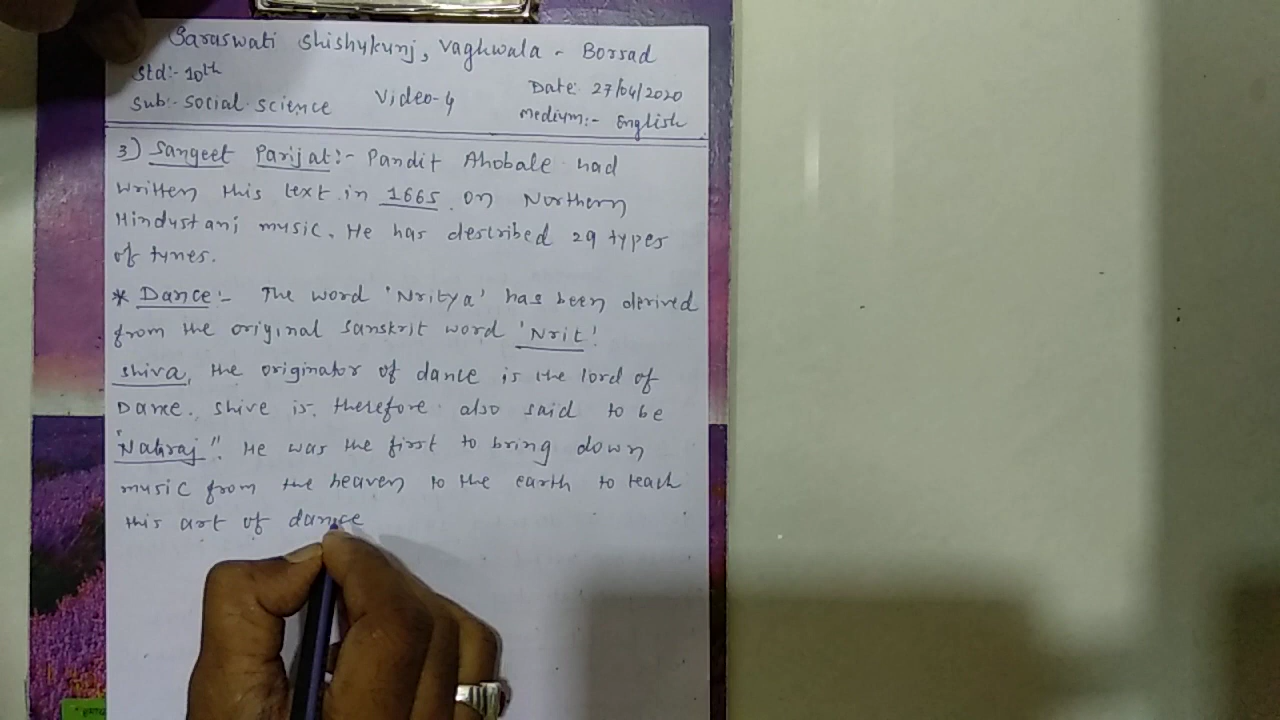 Saraswati Shishukunj, Vaghwala - Borsad
Std:- 10th
Sub:- Social science
Video-4
Date: 27/04/2020
Medium:- English
3) Sangeet Parijat:- Pandit Ahobale had
written this text in 1665 on Northern
Hindustani music. He has described 29 types
of tunes.
* Dance:- The word 'Nritya' has been derived
from the original sanskrit word 'Nrit'.
Shiva, the originator of dance is the lord of
Dance. Shive is therefore also said to be
"Natraj". He was the first to bring down
music from the heaven to the earth to teach
this art of dance